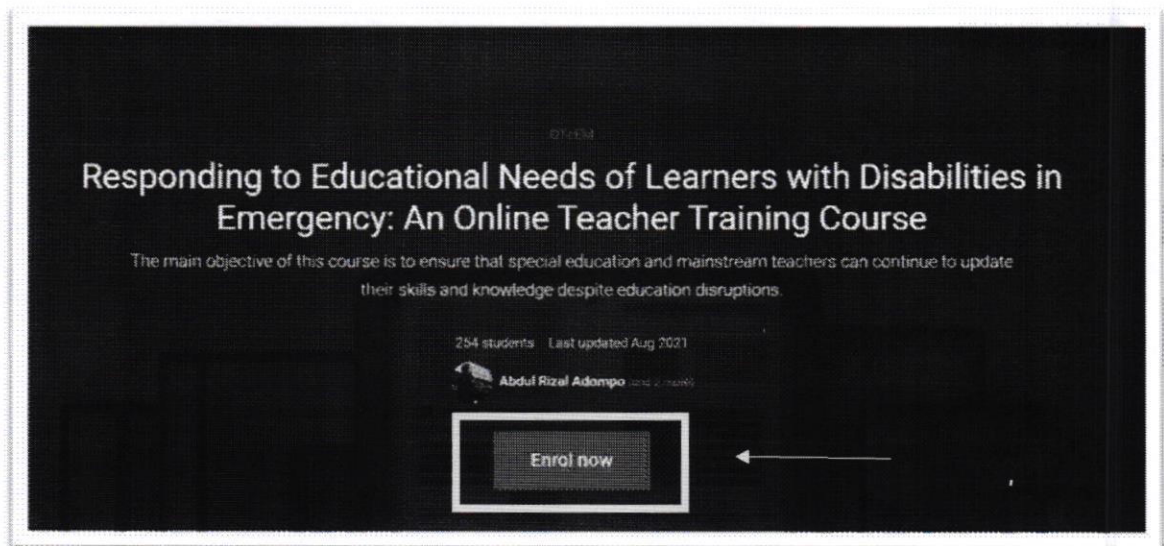 Responding to Educational Needs of Learners with Disabilities in
Emergency: An Online Teacher Training Course
The main objective of this course is to ensure that special education and mainstream teachers can continue to update
their skills and knowledge despite education disruptions.
254 students Last updated Aug 2021
Abdul Rizal Adompo
Enrol now